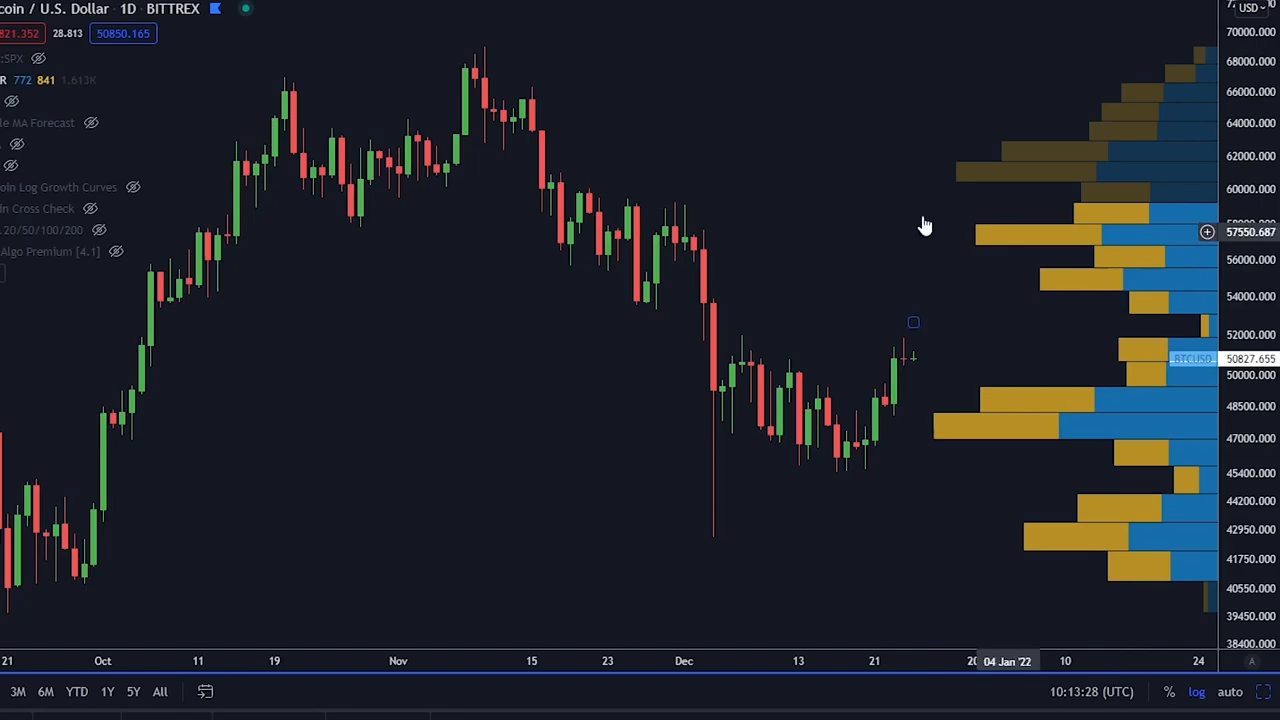 coin / U.S. Dollar · 1D · BITTREX
821.352 28.813 50850.165
:SPX
R 772 841 1.613K
le MA Forecast
coin Log Growth Curves
in Cross Check
. 20/50/100/200
Algo Premium [4.1]
USD
70000.000
68000.000
66000.000
64000.000
62000.000
60000.000
57550.687
56000.000
54000.000
52000.000
BTCUSD 50827.655
50000.000
48500.000
47000.000
45400.000
44200.000
42950.000
41750.000
40550.000
39450.000
38400.000
21 Oct 11 19 Nov 15 23 Dec 13 21 20 04 Jan '22 10 24 A
3M 6M YTD 1Y 5Y All 10:13:28 (UTC) % log auto